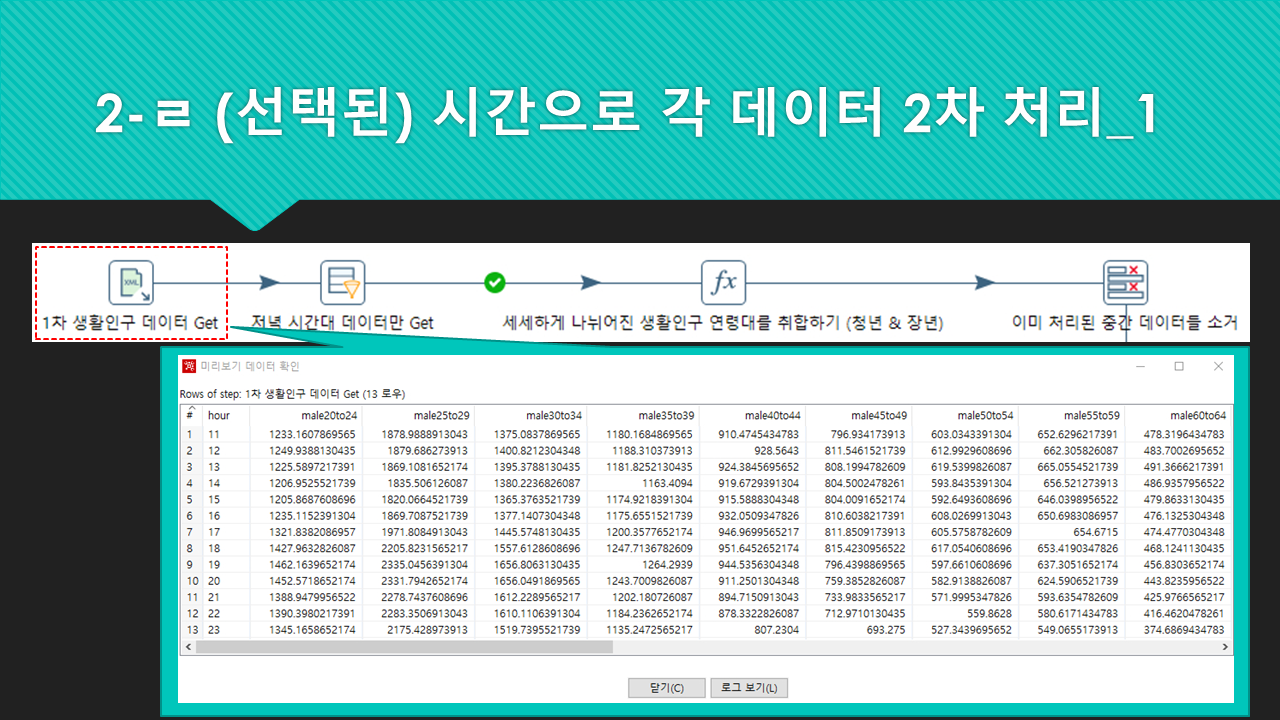 2-ㄹ (선택된) 시간으로 각 데이터 2차 처리_1
XML
fx
1차 생활인구 데이터 Get
저녁 시간대 데이터만 Get
세세하게 나뉘어진 생활인구 연령대를 취합하기 (청년 & 장년)
이미 처리된 중간 데이터들 소거
미리보기 데이터 확인
Rows of step: 1차 생활인구 데이터 Get (13 로우)
# hour male20to24 male25to29 male30to34 male35to39 male40to44 male45to49 male50to54 male55to59 male60to64
1 11 1233.1607869565 1878.9888913043 1375.0837869565 1180.1684869565 910.4745434783 796.934173913 603.0343391304 652.6296217391 478.3196434783
2 12 1249.9388130435 1879.686273913 1400.8212304348 1188.310373913 928.5643 811.5461521739 612.9929608696 662.305826087 483.7002695652
3 13 1225.5897217391 1869.1081652174 1395.3788130435 1181.8252130435 924.3845695652 808.1994782609 619.5399826087 665.0554521739 491.3666217391
4 14 1206.9525521739 1835.506126087 1380.2236826087 1163.4094 919.6729391304 804.5002478261 593.8435391304 656.521273913 486.9357956522
5 15 1205.8687608696 1820.0664521739 1365.3763521739 1174.9218391304 915.5888304348 804.0091652174 592.6493608696 646.0398956522 479.8633130435
6 16 1235.1152391304 1869.7087521739 1377.1407304348 1175.6551521739 932.0509347826 810.6038217391 608.0269913043 650.6983086957 476.1325304348
7 17 1321.8382086957 1971.8084913043 1445.5748130435 1200.3577652174 946.9699565217 811.8509173913 605.5758782609 654.6715 474.4770304348
8 18 1427.9632826087 2205.8231565217 1557.6128608696 1247.7136782609 951.6452652174 815.4230956522 617.0540608696 653.4190347826 468.1241130435
9 19 1462.1639652174 2335.0456391304 1656.8063130435 1264.2939 944.5356304348 796.4398869565 597.6610608696 637.3051652174 456.8303652174
10 20 1452.5718652174 2331.7942652174 1656.0491869565 1243.7009826087 911.2501304348 759.3852826087 582.9138826087 624.5906521739 443.8235956522
11 21 1388.9479956522 2278.7437608696 1612.2289565217 1202.180726087 894.7150913043 733.9833565217 571.9995347826 593.6354782609 425.9766565217
12 22 1390.3980217391 2283.3506913043 1610.1106391304 1184.2362652174 878.3322826087 712.9710130435 559.8628 580.6171434783 416.4620478261
13 23 1345.1658652174 2175.428973913 1519.7395521739 1135.2472565217 807.2304 693.275 527.3439695652 549.0655173913 374.6869434783
닫기(C) 로그 보기(L)